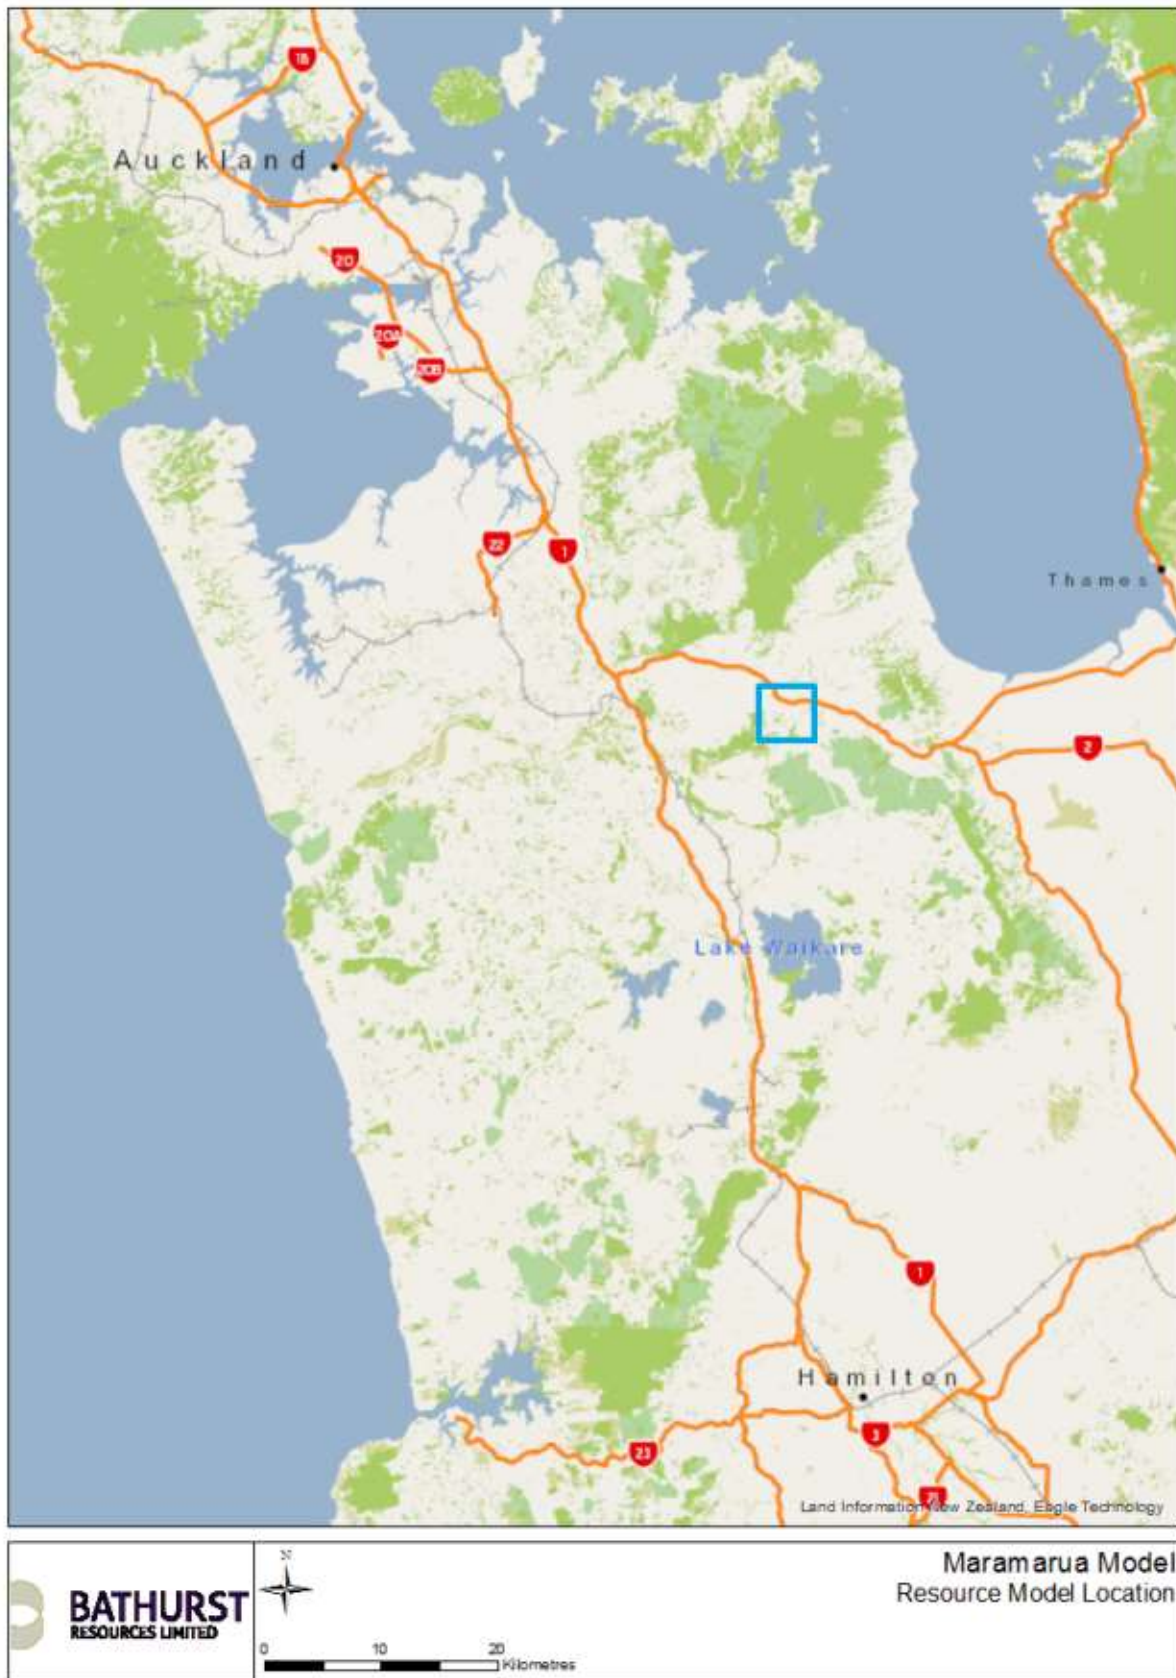 18
Auckland
20
20A
20B
22
1
Thames
2
Lake Waikare
1
Hamilton
3
23
21
Land Information New Zealand, Eagle Technology
BATHURST
RESOURCES LIMITED
N
0 10 20
Kilometres
Maramarua Model
Resource Model Location